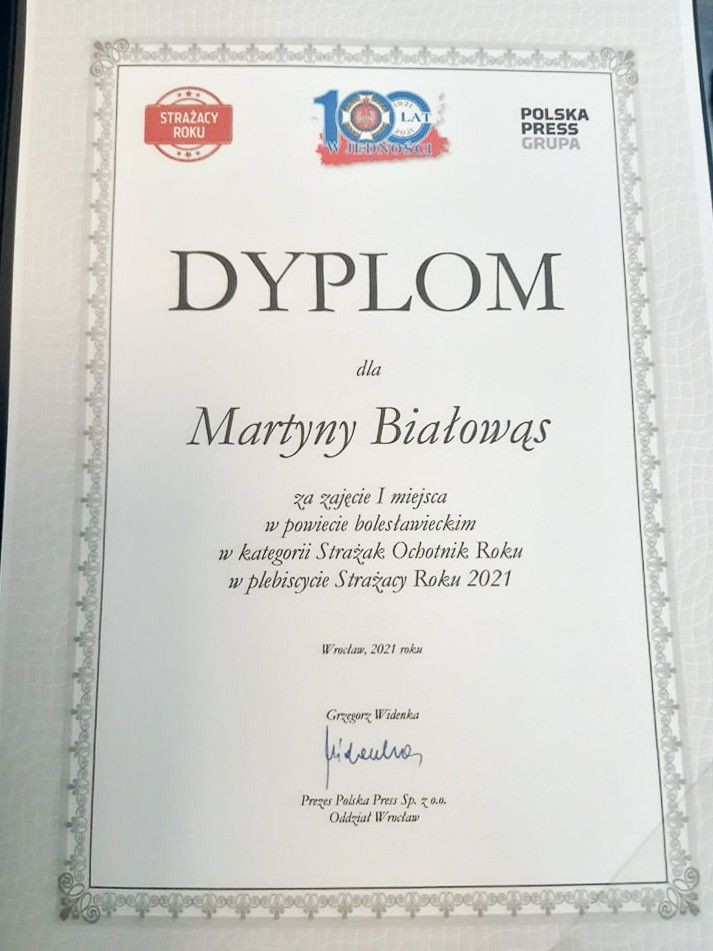 STRAŻACY
ROKU
100 LAT
1921
2021
W JEDNOŚCI
POLSKA
PRESS
GRUPA
DYPLOM
dla
Martyny Białowąs
za zajęcie I miejsca
w powiecie bolesławieckim
w kategorii Strażak Ochotnik Roku
w plebiscycie Strażacy Roku 2021
Wrocław, 2021 roku
Grzegorz Widenka
Widenka
Prezes Polska Press Sp. z o.o.
Oddział Wrocław